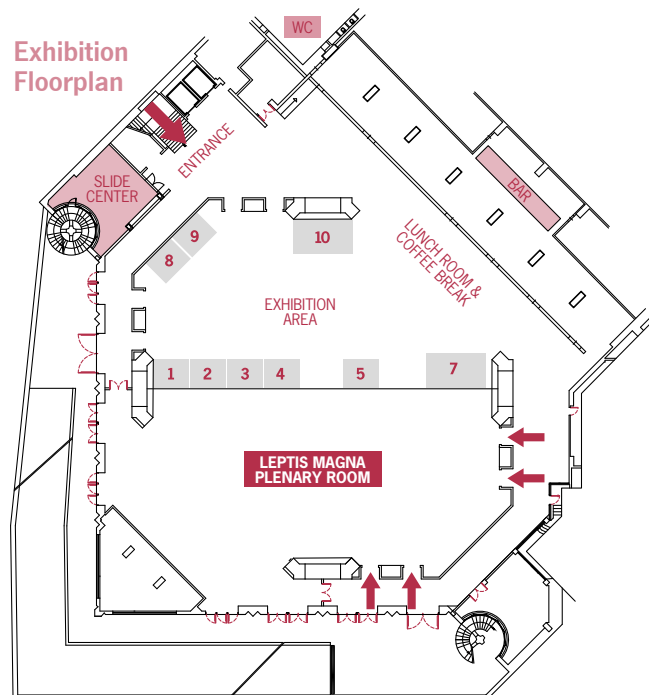 WC
Exhibition
Floorplan
ENTRANCE
SLIDE
CENTER
BAR
LUNCH ROOM &
COFFEE BREAK
9
8
10
EXHIBITION
AREA
1
2
3
4
5
7
LEPTIS MAGNA
PLENARY ROOM